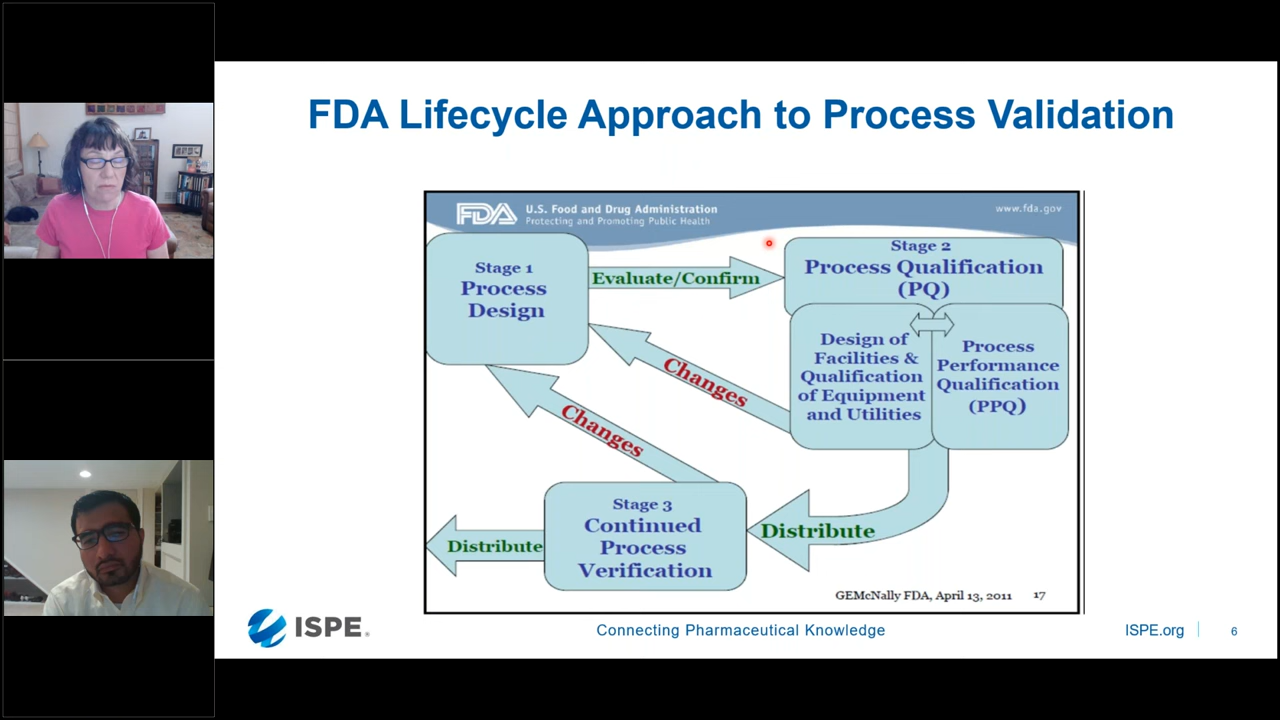 FDA Lifecycle Approach to Process Validation
FDA
U.S. Food and Drug Administration
Protecting and Promoting Public Health
www.fda.gov
Stage 1
Process
Design
Evaluate/Confirm
Stage 2
Process Qualification
(PQ)
Design of
Facilities &
Qualification
of Equipment
and Utilities
Process
Performance
Qualification
(PPQ)
Changes
Changes
Stage 3
Continued
Process
Verification
Distribute
Distribute
GEMcNally FDA, April 13, 2011
17
ISPE®
Connecting Pharmaceutical Knowledge
ISPE.org
6